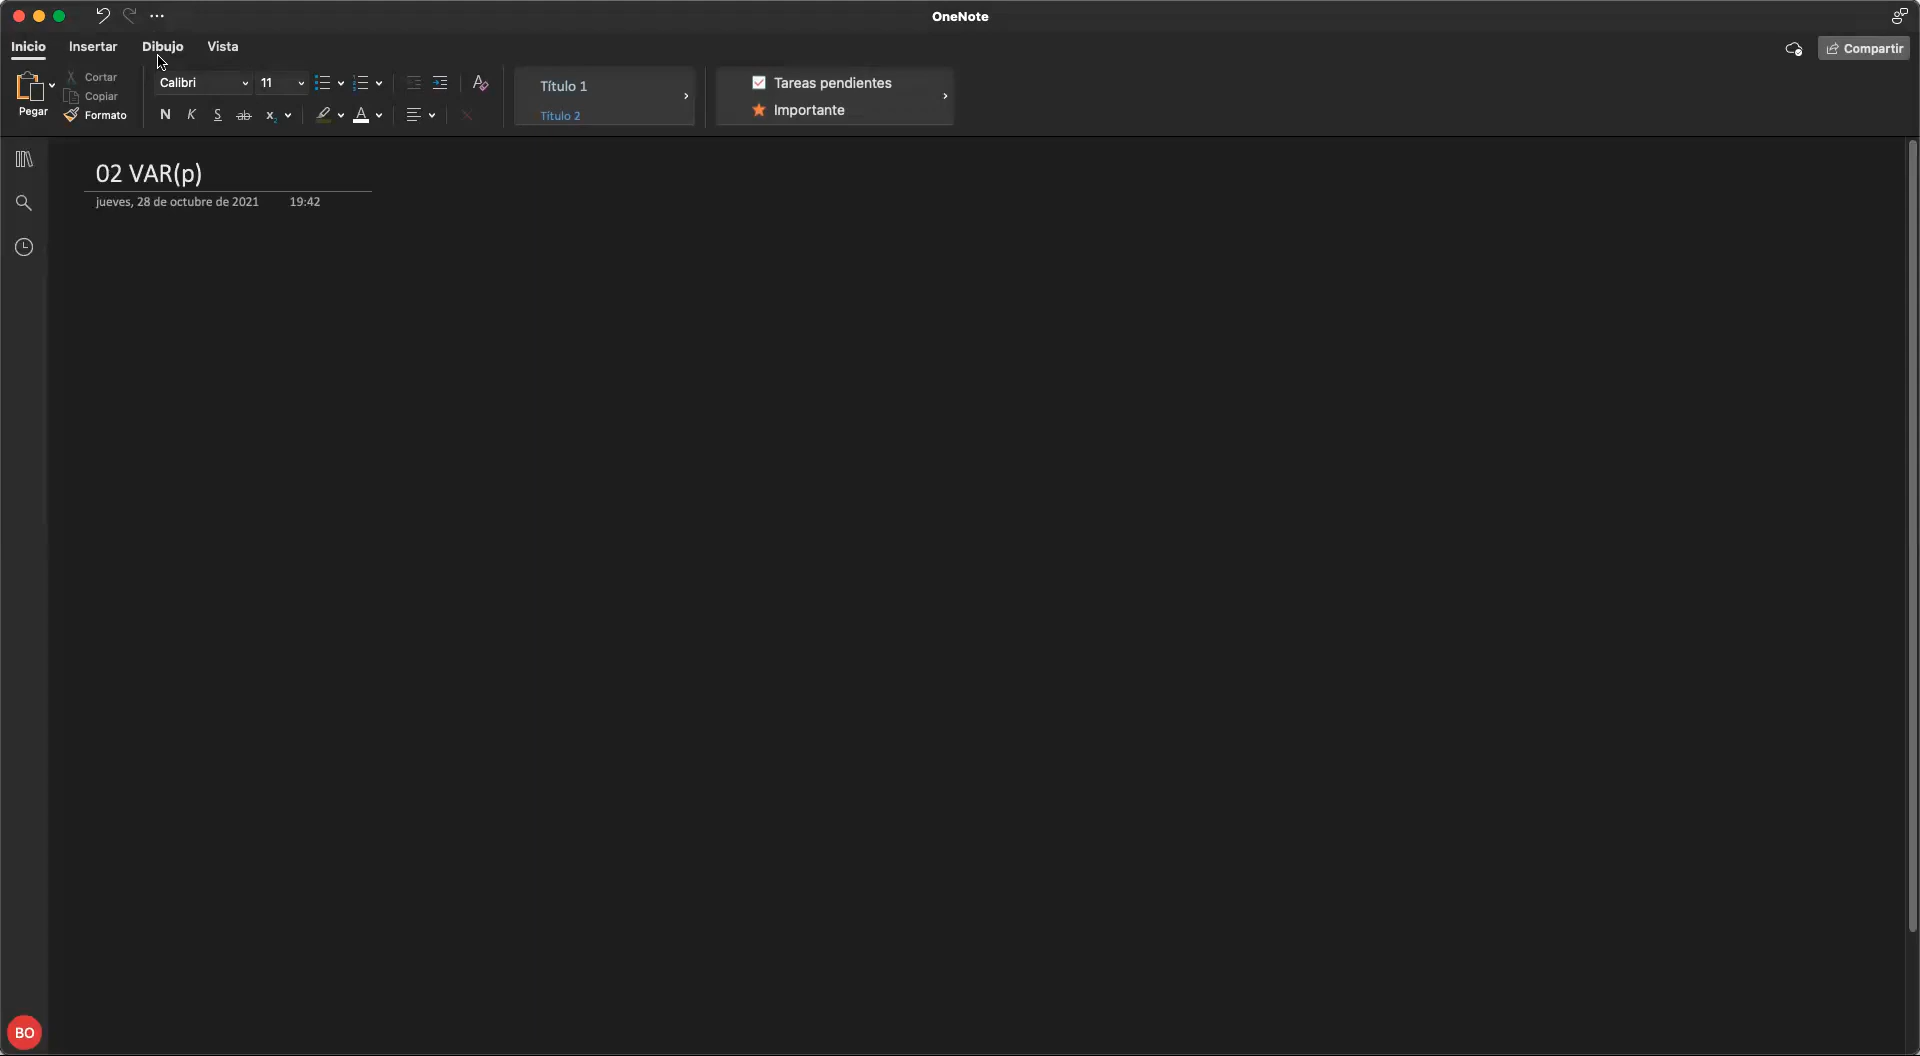 OneNote
Inicio Insertar Dibujo Vista
Compartir
Pegar
Cortar
Copiar
Formato
Calibri 11
N K S ab x
A
Título 1
Título 2
Tareas pendientes
Importante
02 VAR(p)
jueves, 28 de octubre de 2021 19:42
BO